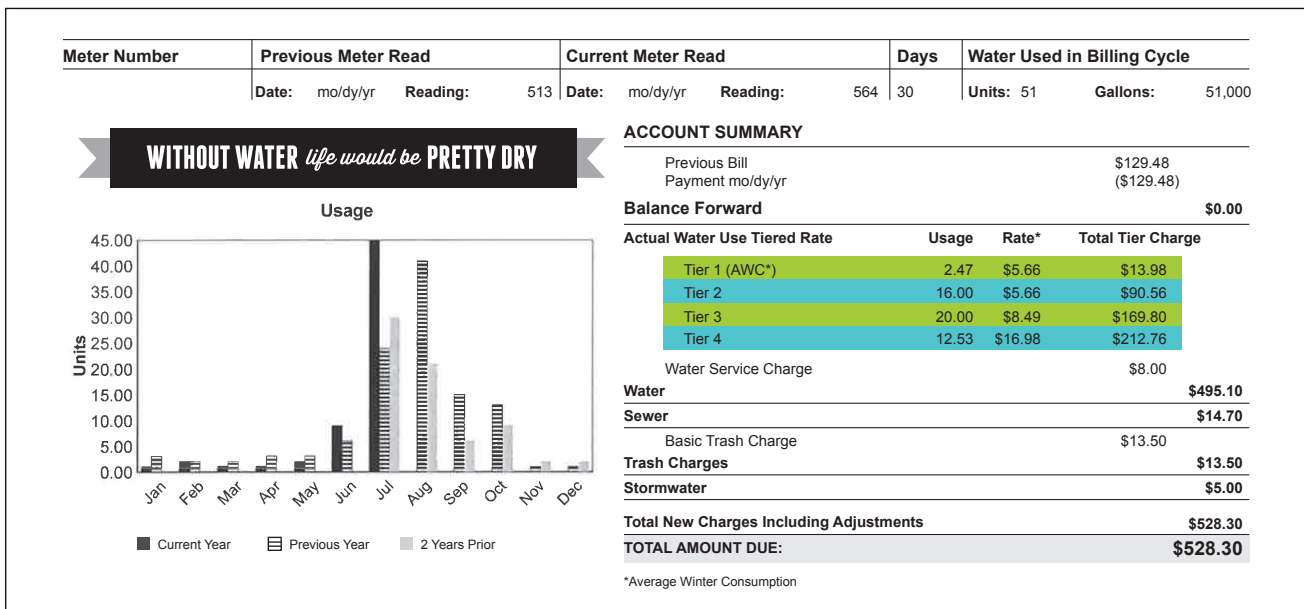 Meter Number Previous Meter Read Current Meter Read Days Water Used in Billing Cycle
Date: mo/dy/yr Reading: 513 Date: mo/dy/yr Reading: 564 30 Units: 51 Gallons: 51,000
WITHOUT WATER life would be PRETTY DRY
Usage
45.00
40.00
35.00
30.00
25.00
20.00
15.00
10.00
5.00
0.00
Units
Jan Feb Mar Apr May Jun Jul Aug Sep Oct Nov Dec
Current Year Previous Year 2 Years Prior
ACCOUNT SUMMARY
Previous Bill $129.48
Payment mo/dy/yr ($129.48)
Balance Forward $0.00
Actual Water Use Tiered Rate Usage Rate* Total Tier Charge
Tier 1 (AWC*) 2.47 $5.66 $13.98
Tier 2 16.00 $5.66 $90.56
Tier 3 20.00 $8.49 $169.80
Tier 4 12.53 $16.98 $212.76
Water Service Charge $8.00
Water $495.10
Sewer $14.70
Basic Trash Charge $13.50
Trash Charges $13.50
Stormwater $5.00
Total New Charges Including Adjustments $528.30
TOTAL AMOUNT DUE: $528.30
*Average Winter Consumption